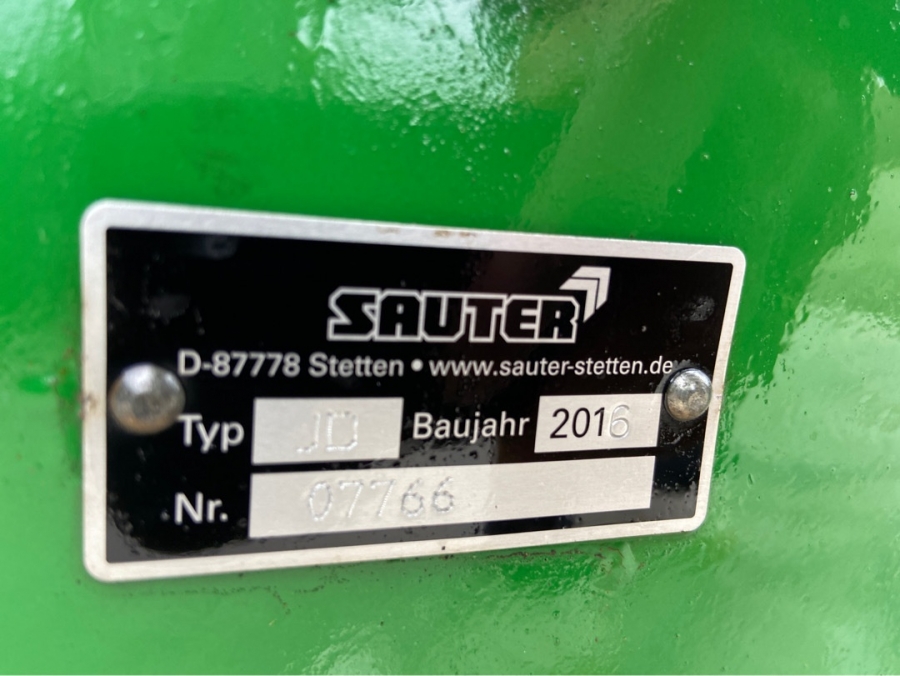 SAUTER
D-87778 Stetten • www.sauter-stetten.de
Typ JD Baujahr 2016
Nr. 07766